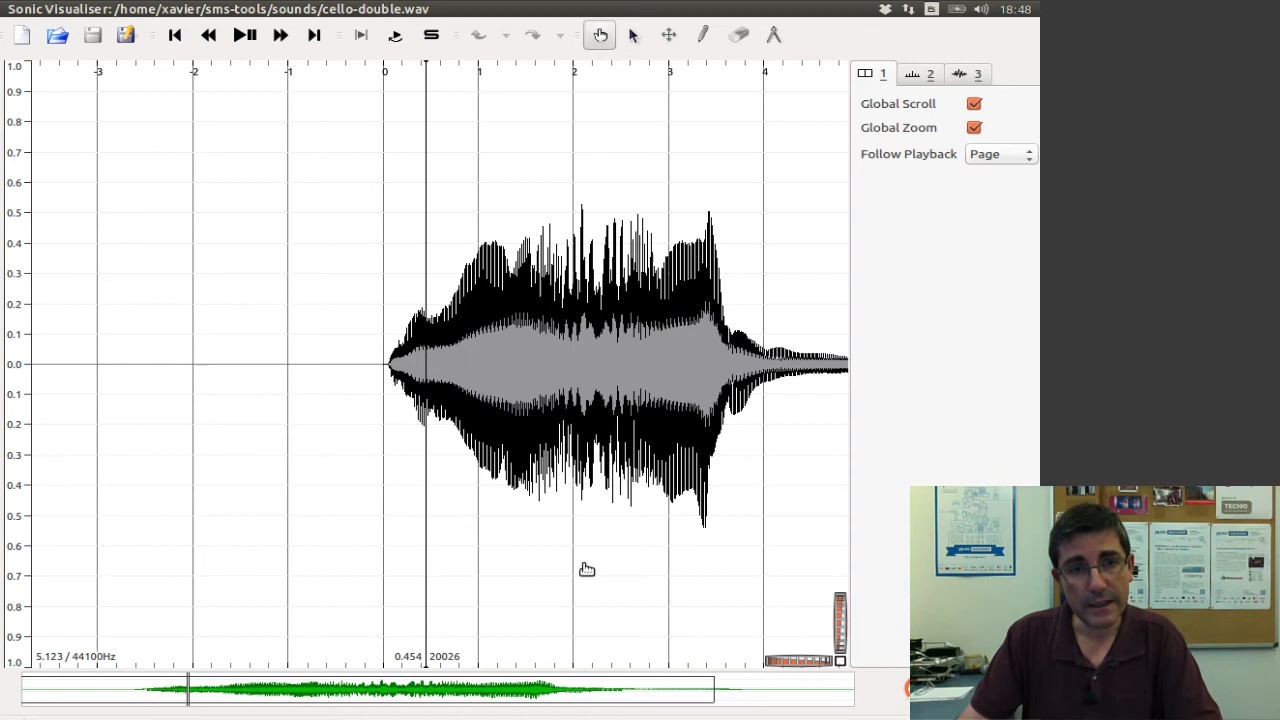 Sonic Visualiser: /home/xavier/sms-tools/sounds/cello-double.wav
Es
18:48
1.0 -3 -2 -1 0 1 2 3 4
0.9
0.8
0.7
0.6
0.5
0.4
0.3
0.2
0.1
0.0
0.1
0.2
0.3
0.4
0.5
0.6
0.7
0.8
0.9
1.0
5.123 / 44100Hz
0.454 20026
1 2 3
Global Scroll
Global Zoom
Follow Playback Page
TECNIO